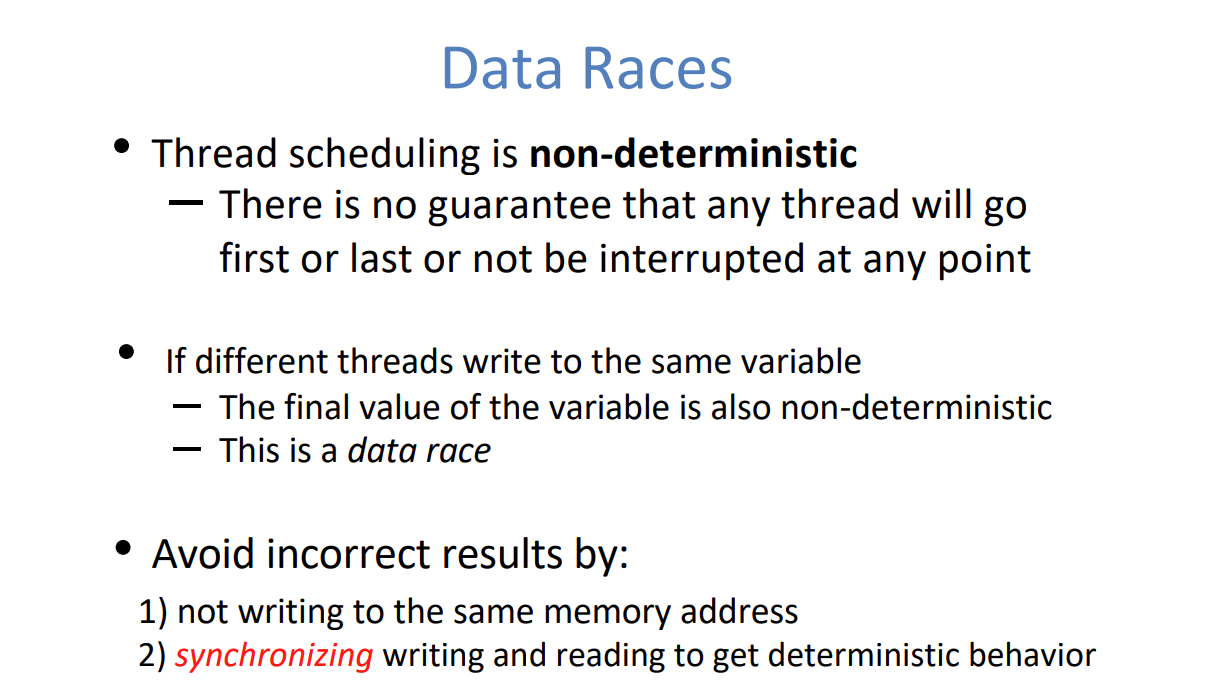 Data Races
• Thread scheduling is non-deterministic
— There is no guarantee that any thread will go
first or last or not be interrupted at any point
• If different threads write to the same variable
— The final value of the variable is also non-deterministic
— This is a data race
• Avoid incorrect results by:
1) not writing to the same memory address
2) synchronizing writing and reading to get deterministic behavior